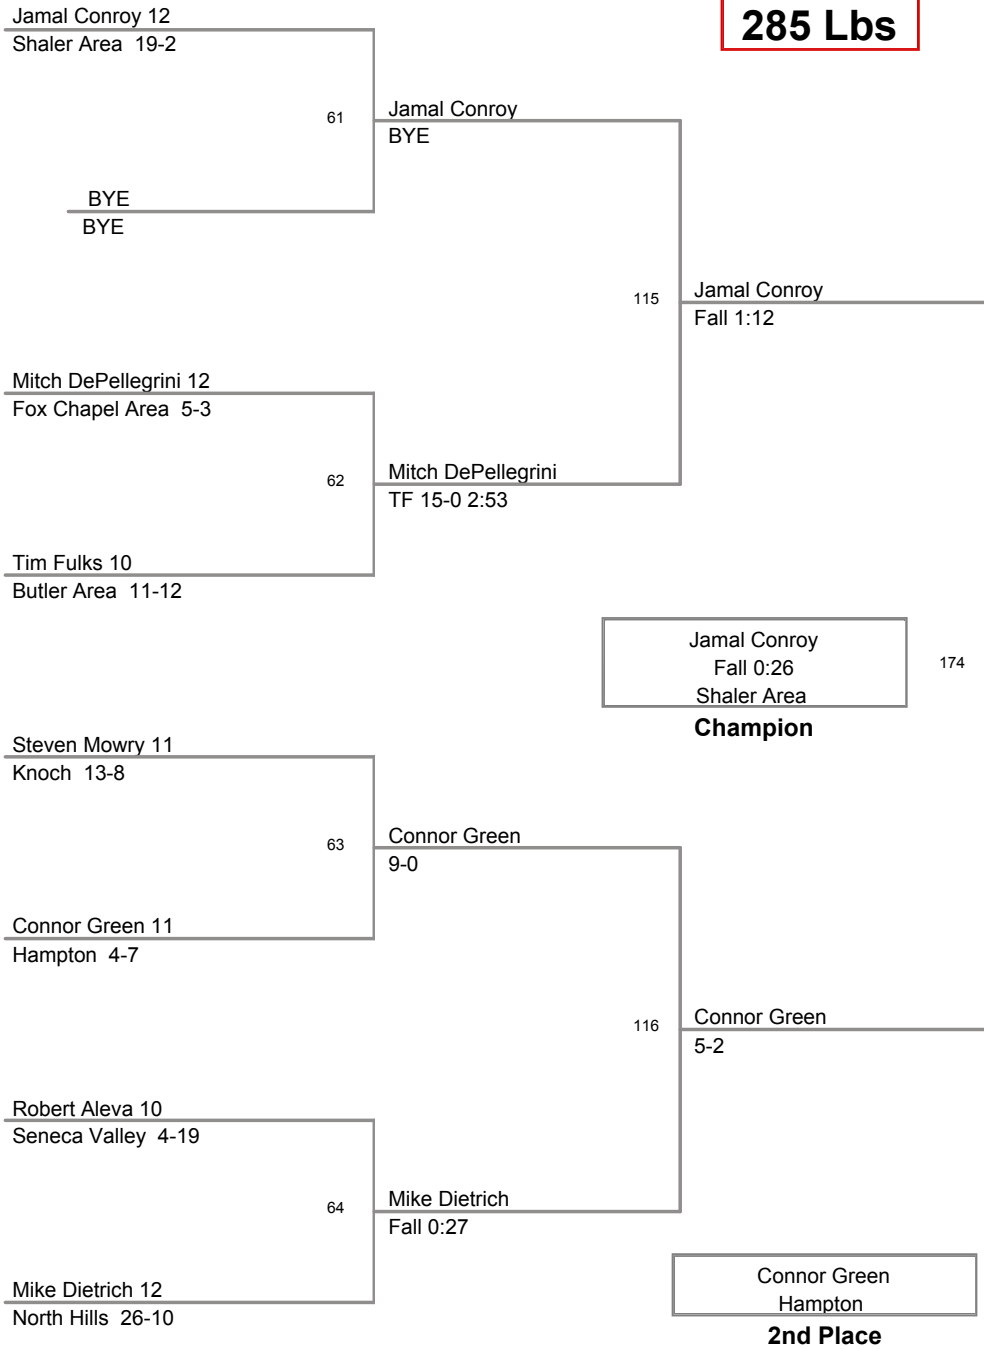 285 Lbs
Jamal Conroy 12
Shaler Area 19-2
61
Jamal Conroy
BYE
BYE
BYE
115
Jamal Conroy
Fall 1:12
Mitch DePellegrini 12
Fox Chapel Area 5-3
62
Mitch DePellegrini
TF 15-0 2:53
Tim Fulks 10
Butler Area 11-12
Jamal Conroy
Fall 0:26
Shaler Area
174
Champion
Steven Mowry 11
Knoch 13-8
63
Connor Green
9-0
Connor Green 11
Hampton 4-7
116
Connor Green
5-2
Robert Aleva 10
Seneca Valley 4-19
64
Mike Dietrich
Fall 0:27
Mike Dietrich 12
North Hills 26-10
Connor Green
Hampton
2nd Place